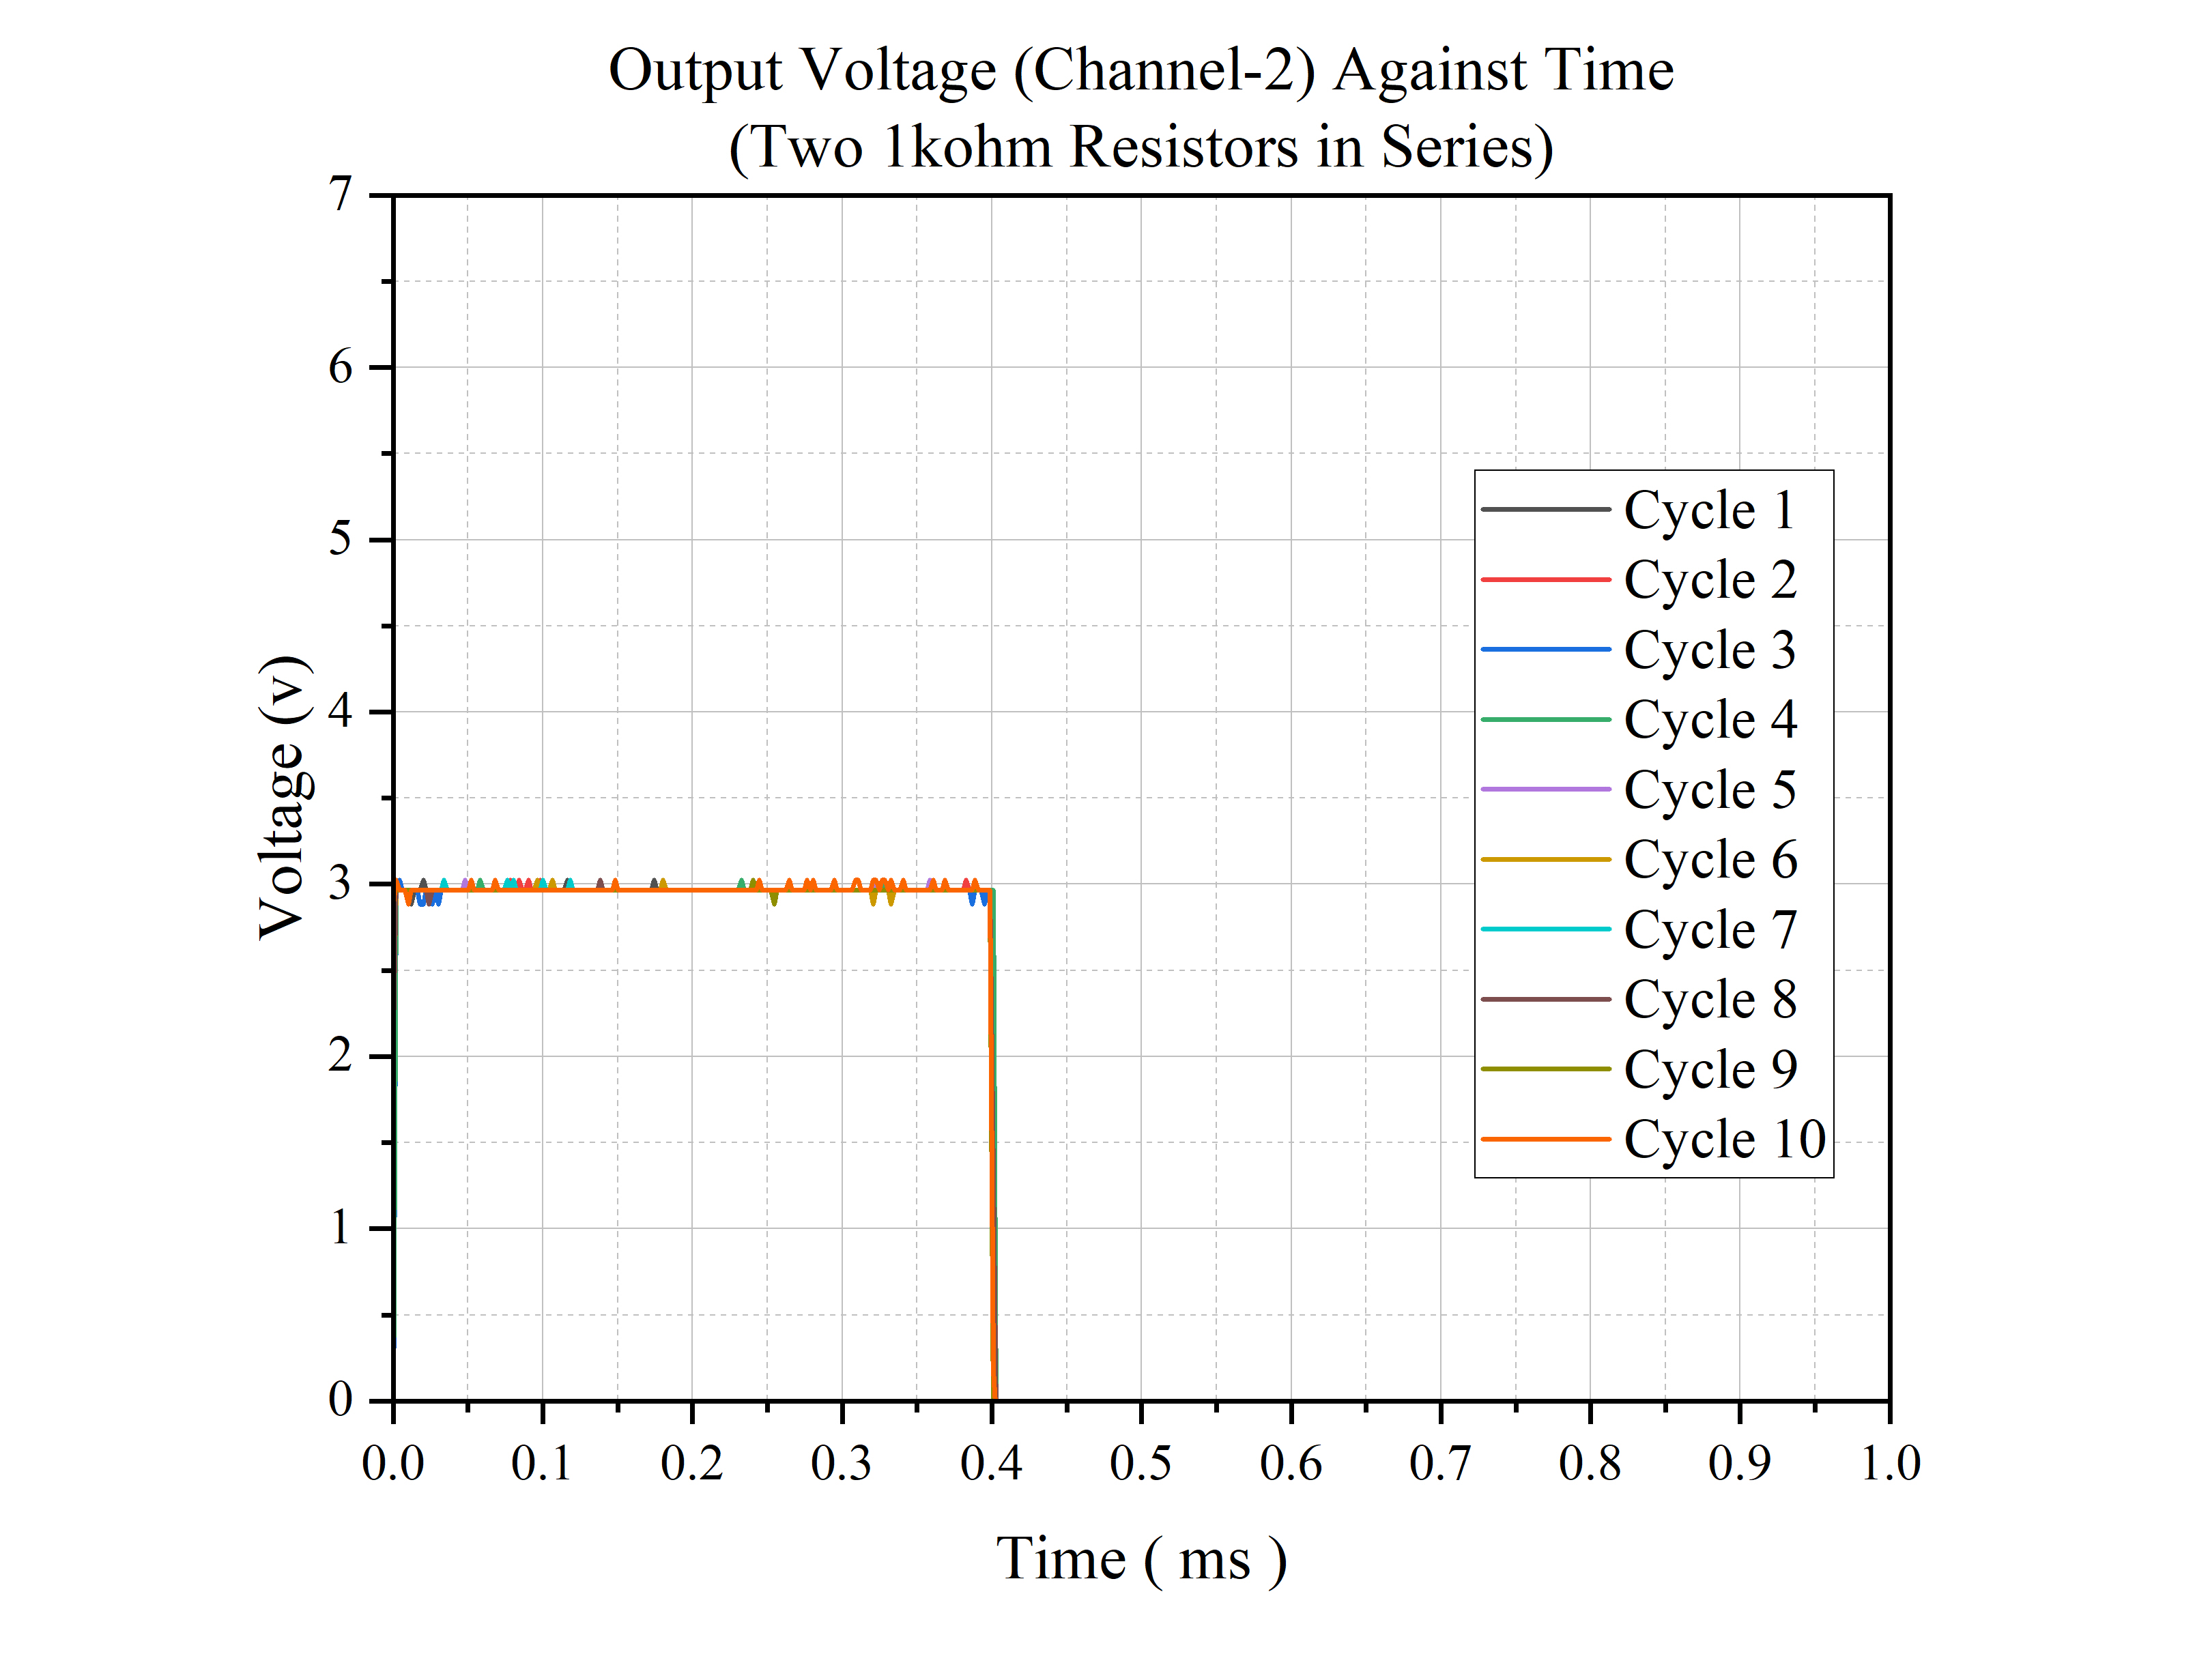 Output Voltage (Channel-2) Against Time
(Two 1kohm Resistors in Series)
7
6
5
4
3
2
1
0
Voltage (v)
Cycle 1
Cycle 2
Cycle 3
Cycle 4
Cycle 5
Cycle 6
Cycle 7
Cycle 8
Cycle 9
Cycle 10
0.0 0.1 0.2 0.3 0.4 0.5 0.6 0.7 0.8 0.9 1.0
Time ( ms )